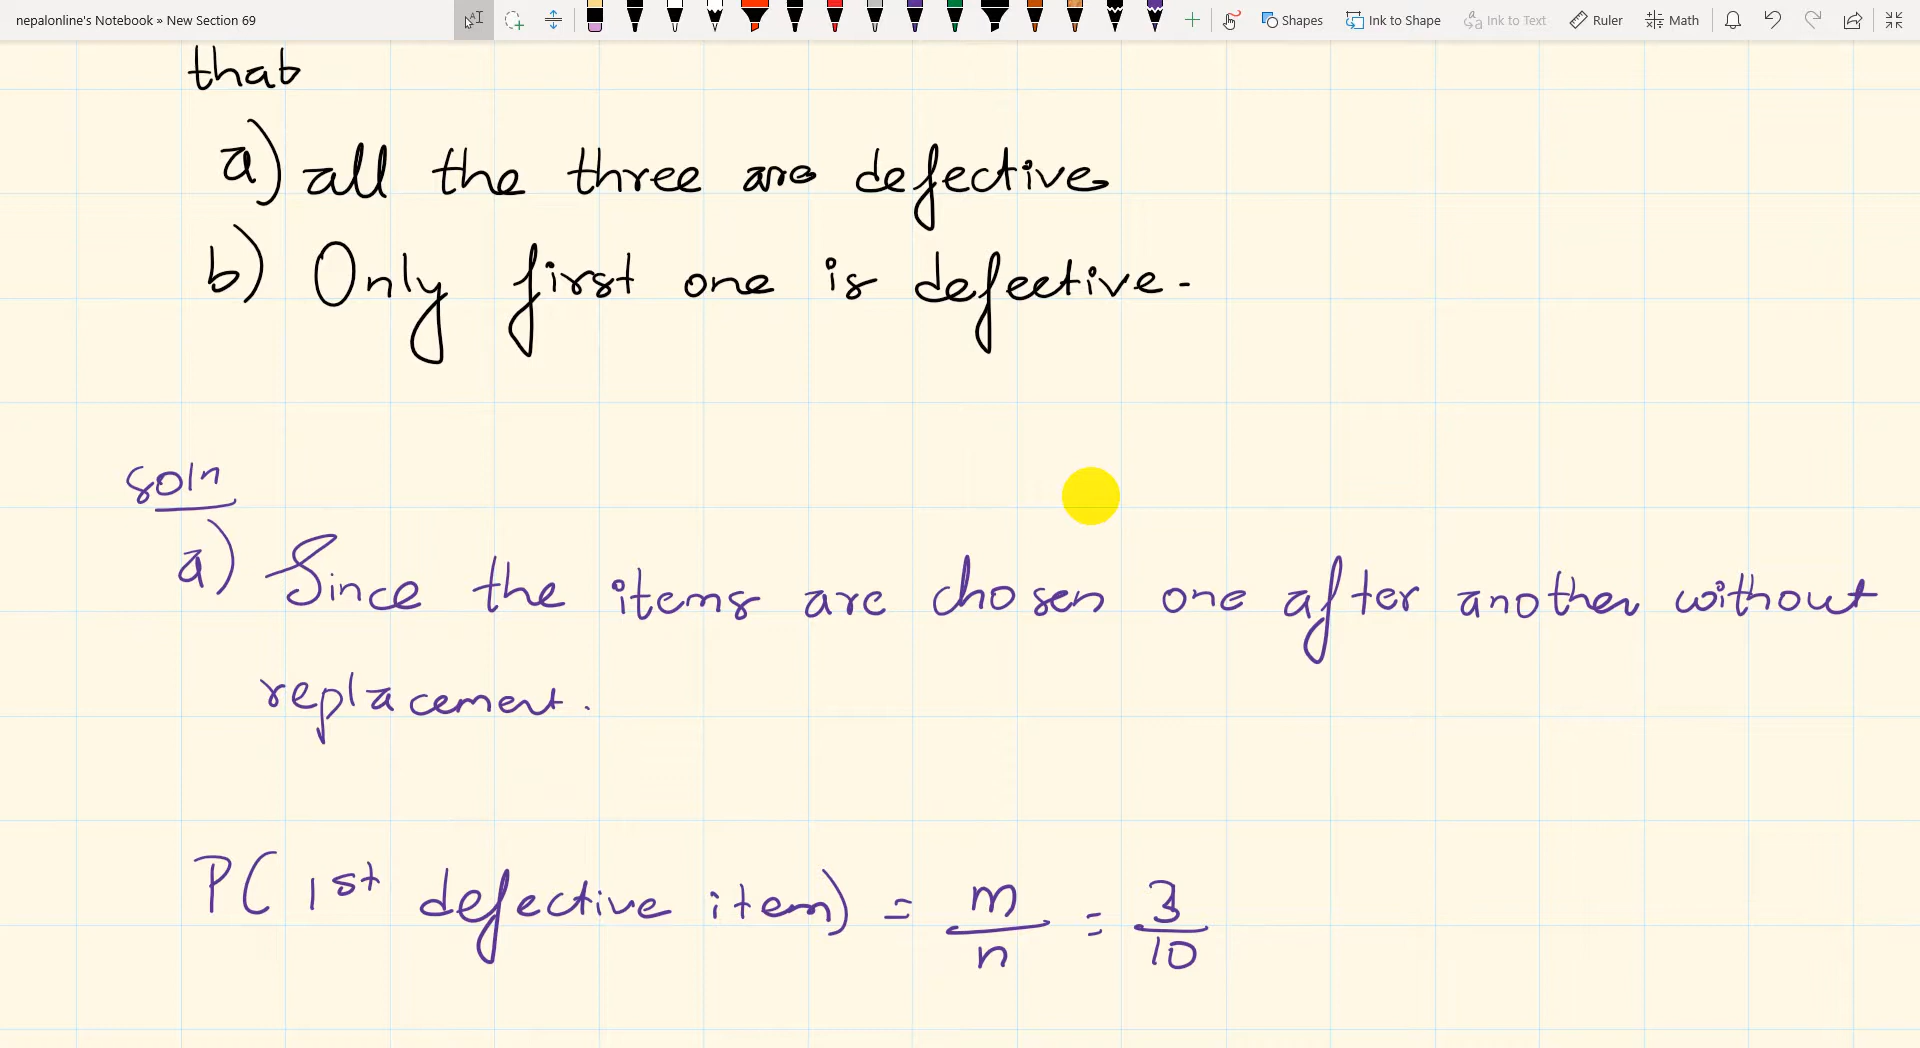 nepalonline's Notebook » New Section 69
Shapes Ink to Shape Ink to Text Ruler Math
that
a) all the three are defective
b) Only first one is defective.
soln
a) Since the items are chosen one after another without
replacement.
P( 1st defective item) = m/n = 3/10